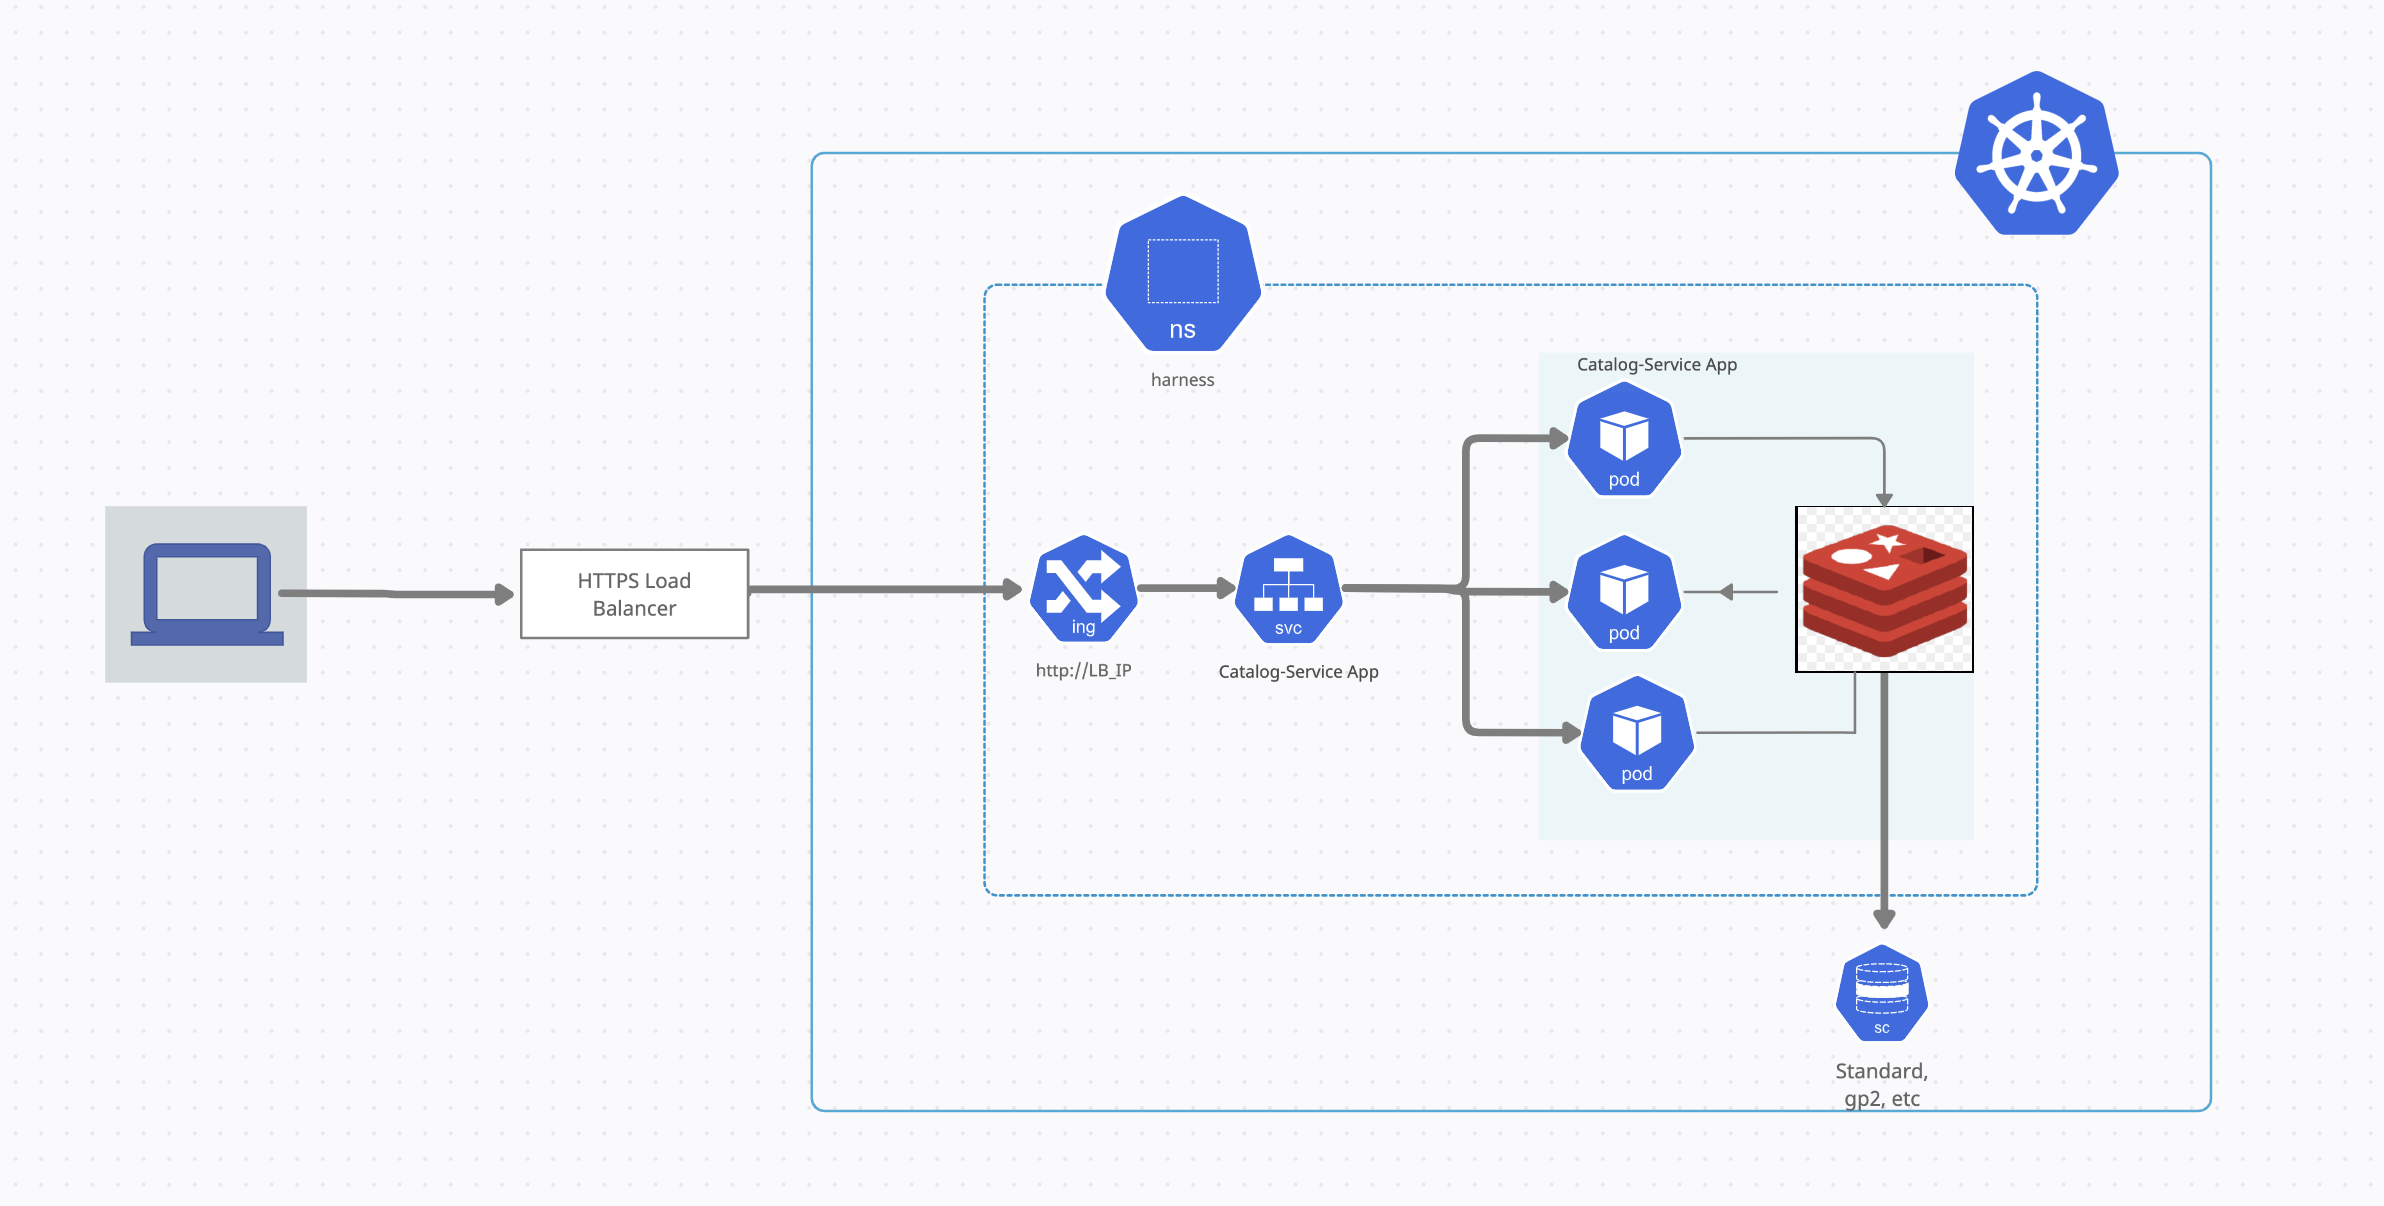 ns
harness
Catalog-Service App
pod
HTTPS Load
Balancer
ing
http://LB_IP
svc
Catalog-Service App
pod
pod
sc
Standard,
gp2, etc